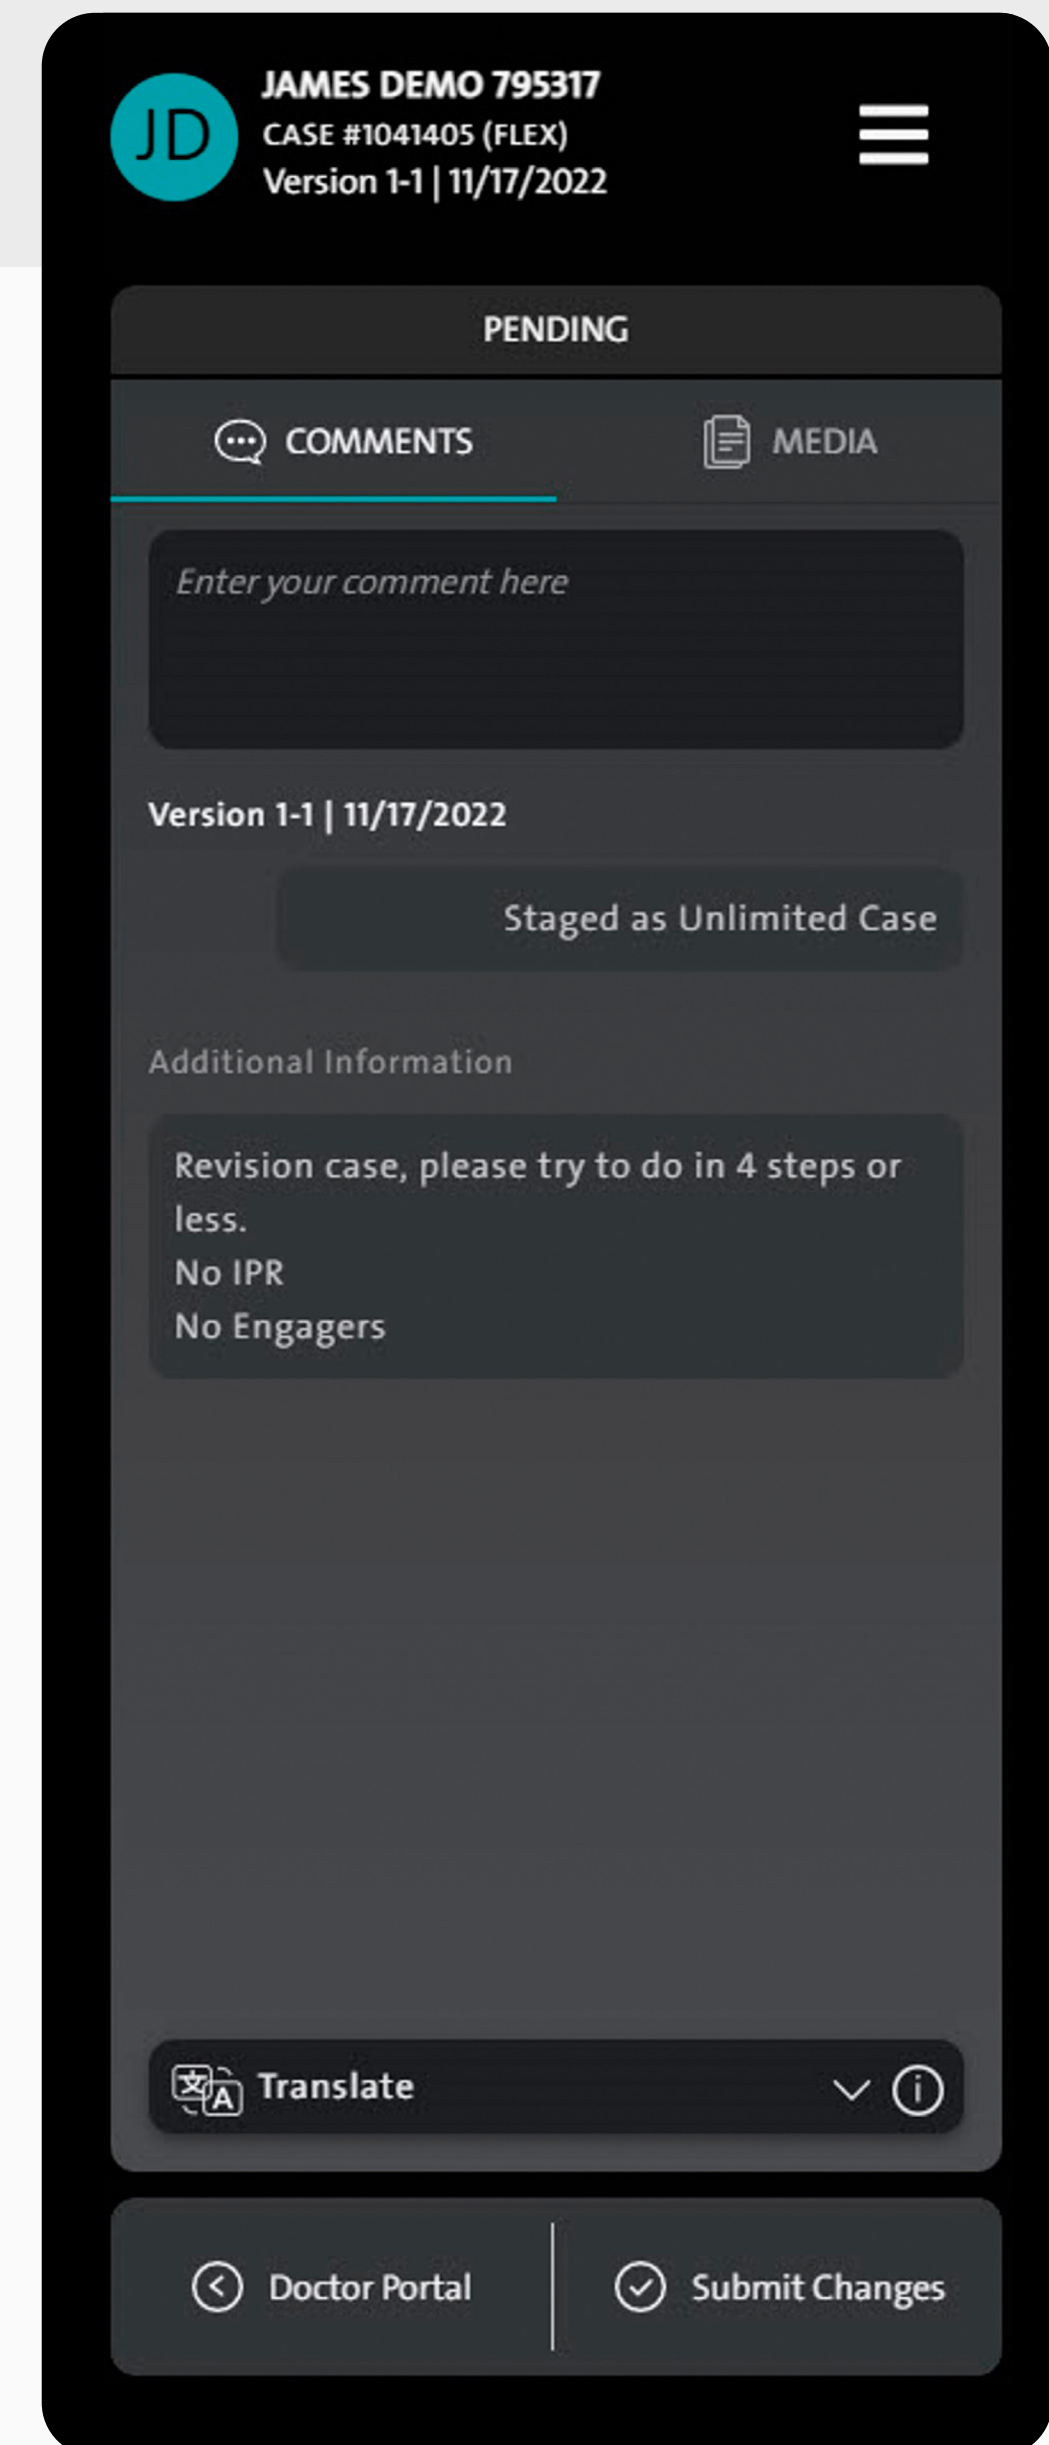 JD
JAMES DEMO 795317
CASE #1041405 (FLEX)
Version 1-1 | 11/17/2022
PENDING
COMMENTS
MEDIA
Enter your comment here
Version 1-1 | 11/17/2022
Staged as Unlimited Case
Additional Information
Revision case, please try to do in 4 steps or
less.
No IPR
No Engagers
文A
Translate
i
Doctor Portal
Submit Changes